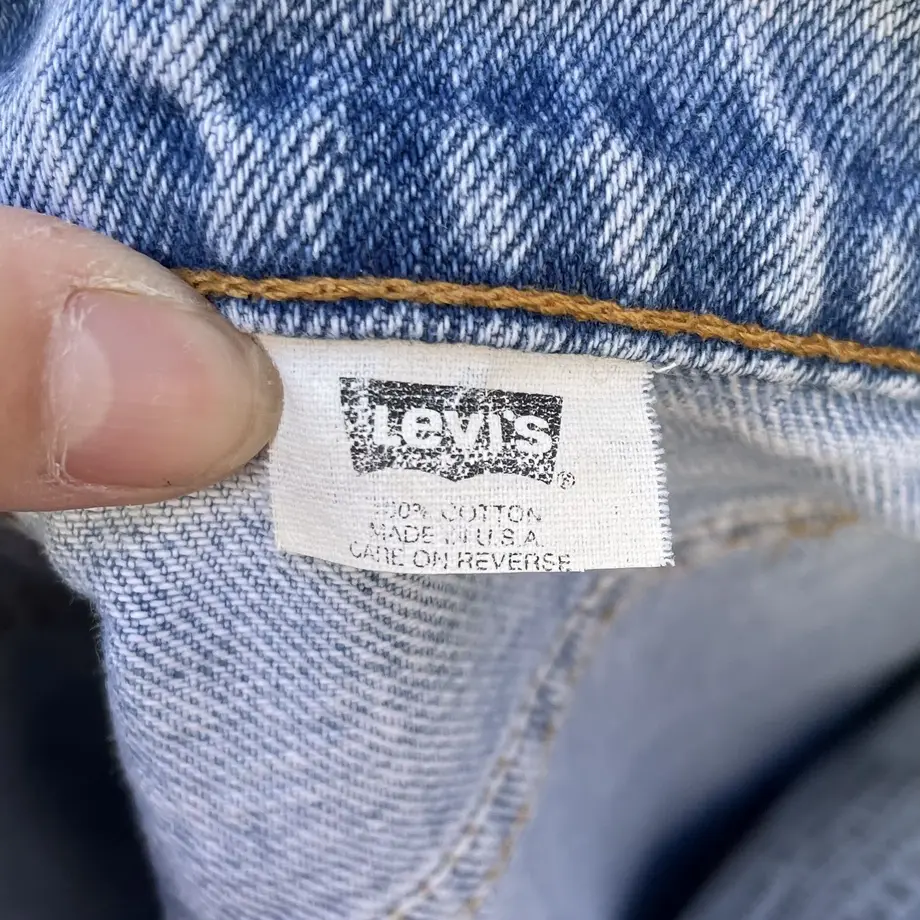 Levi's®
100% COTTON
MADE IN U.S.A.
CARE ON REVERSE